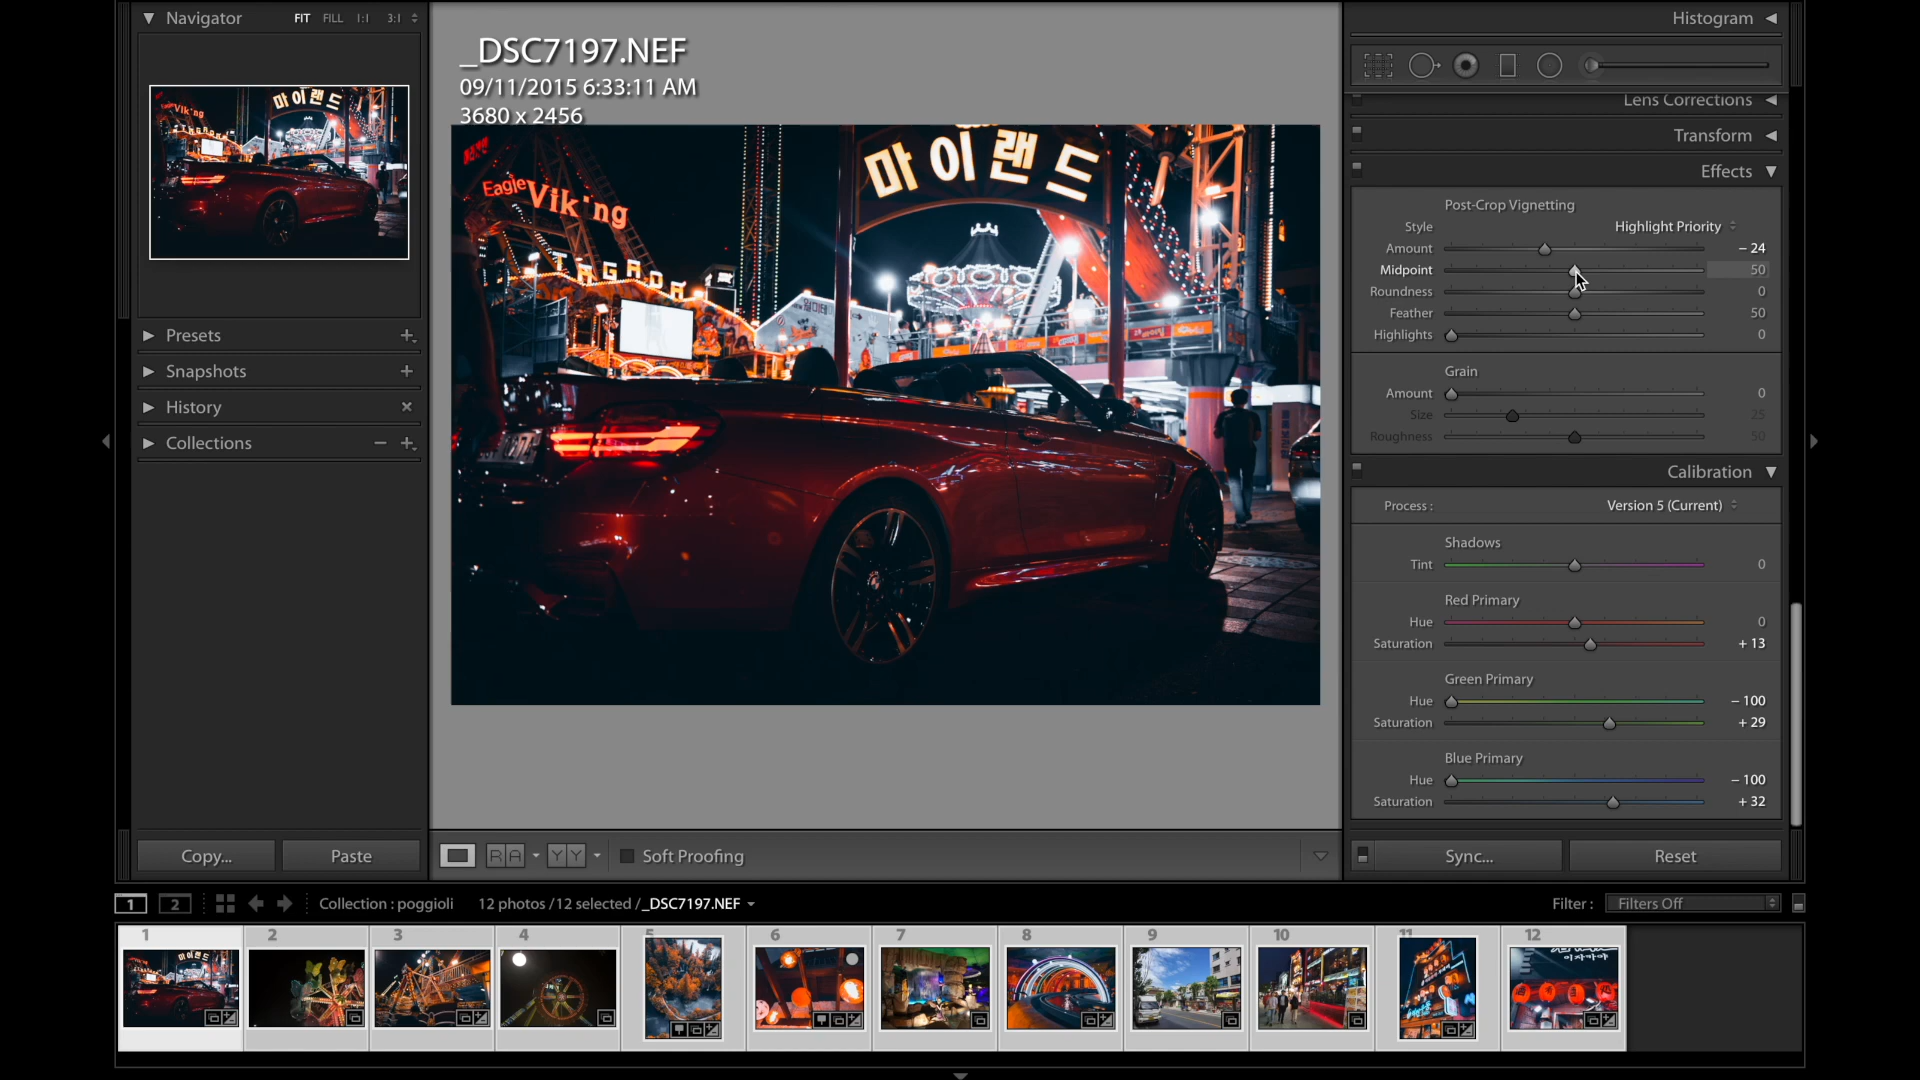 Navigator
FIT FILL 1:1 3:1
_DSC7197.NEF
09/11/2015 6:33:11 AM
3680 x 2456
마이랜드
Eagle Viking
TAGADA
Presets
Snapshots
History
Collections
Copy...
Paste
R A
Y Y
Soft Proofing
Histogram
Lens Corrections
Transform
Effects
Post-Crop Vignetting
Style Highlight Priority
Amount - 24
Midpoint 50
Roundness 0
Feather 50
Highlights 0
Grain
Amount 0
Size 25
Roughness 50
Calibration
Process : Version 5 (Current)
Shadows
Tint 0
Red Primary
Hue 0
Saturation + 13
Green Primary
Hue - 100
Saturation + 29
Blue Primary
Hue - 100
Saturation + 32
Sync...
Reset
1 2
Collection : poggioli
12 photos /12 selected /_DSC7197.NEF
Filter : Filters Off
1 2 3 4 5 6 7 8 9 10 11 12